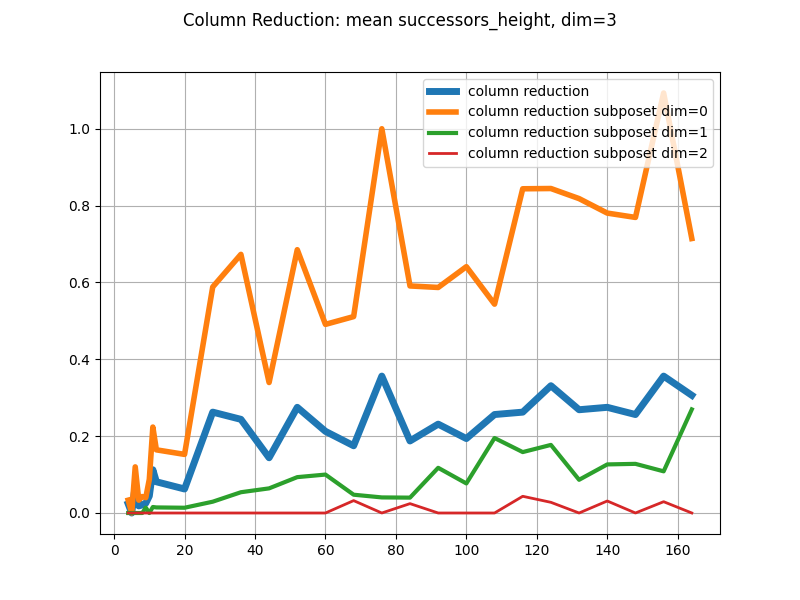 Column Reduction: mean successors_height, dim=3
column reduction
column reduction subposet dim=0
column reduction subposet dim=1
column reduction subposet dim=2
1.0
0.8
0.6
0.4
0.2
0.0
0 20 40 60 80 100 120 140 160